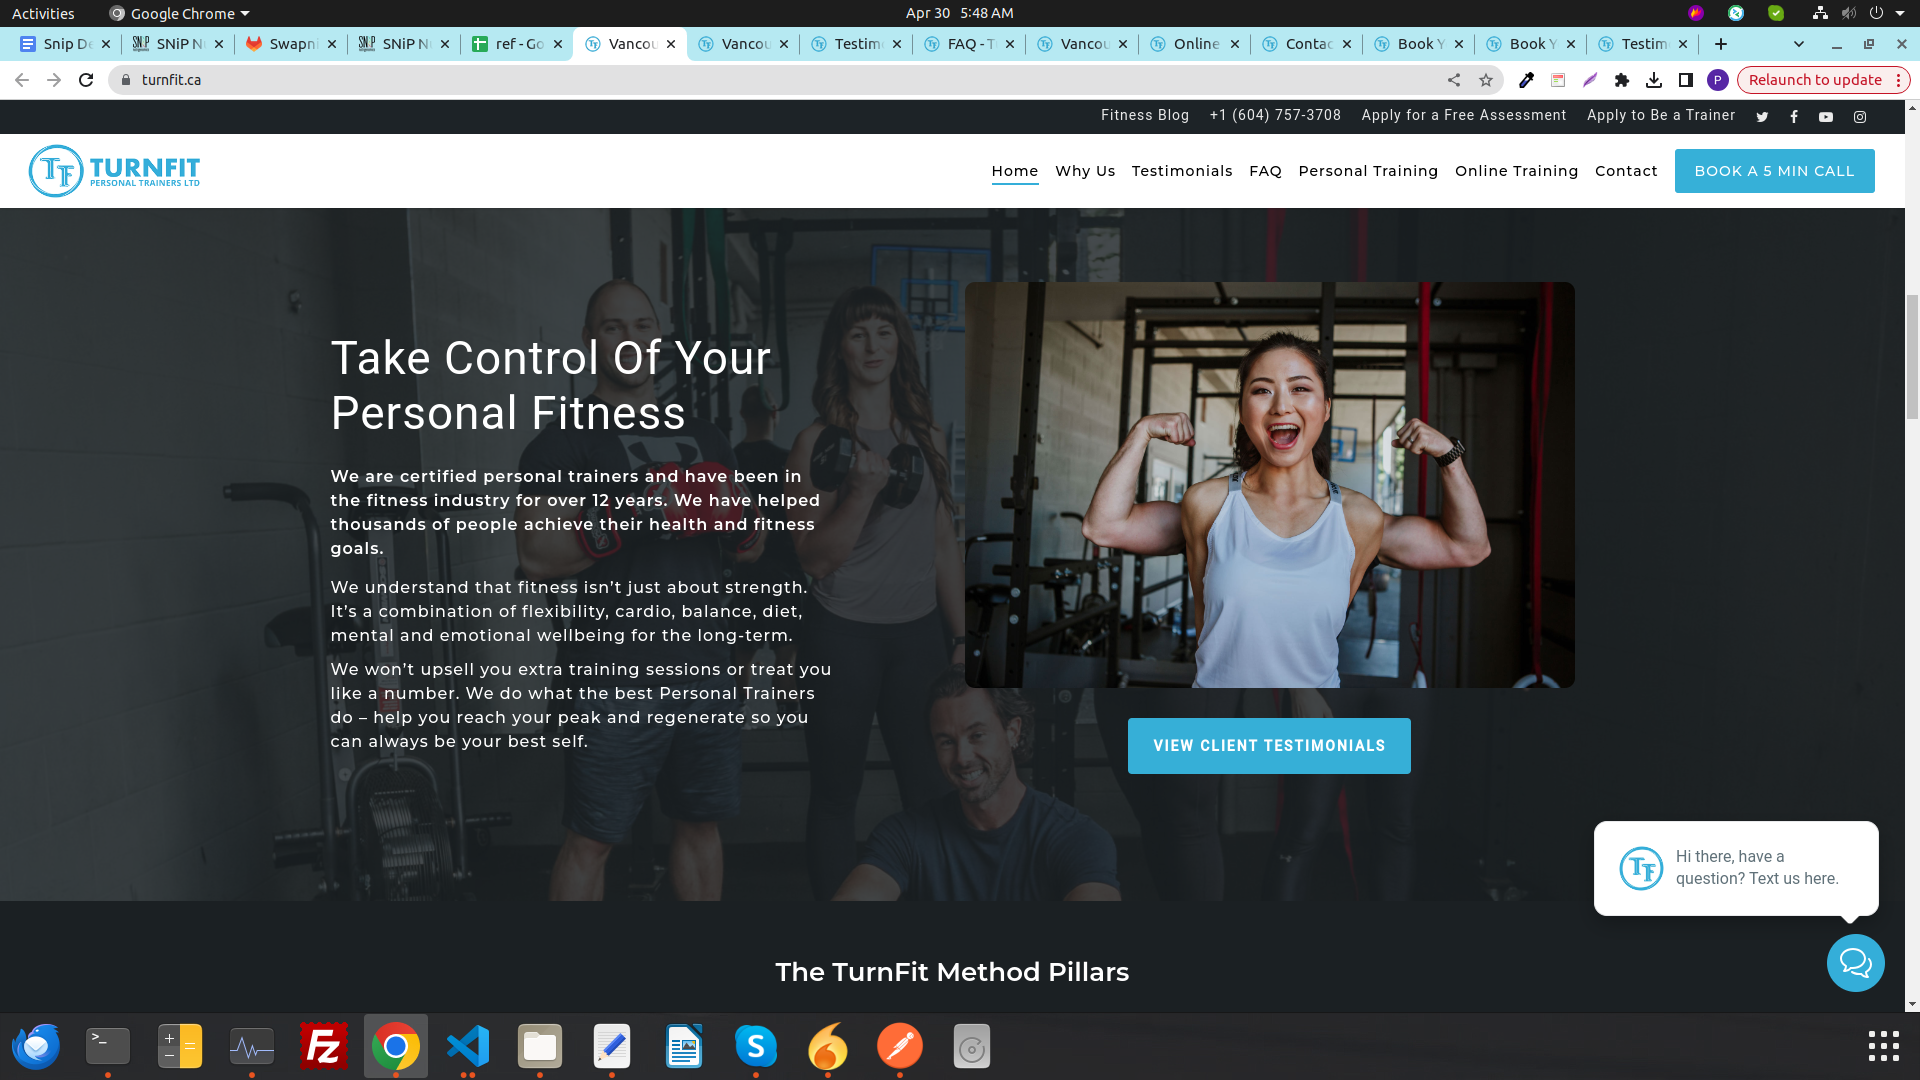 Activities
Google Chrome
Apr 30 5:48 AM
Snip De
SNiP N
Swapni
SNiP N
ref - Go
Vancou
Vancou
Testim
FAQ - T
Vancou
Online
Contac
Book Y
Book Y
Testim
turnfit.ca
P
Relaunch to update
Fitness Blog
+1 (604) 757-3708
Apply for a Free Assessment
Apply to Be a Trainer
TF
TURNFIT
PERSONAL TRAINERS LTD
Home
Why Us
Testimonials
FAQ
Personal Training
Online Training
Contact
BOOK A 5 MIN CALL
Take Control Of Your
Personal Fitness
We are certified personal trainers and have been in
the fitness industry for over 12 years. We have helped
thousands of people achieve their health and fitness
goals.
We understand that fitness isn’t just about strength.
It’s a combination of flexibility, cardio, balance, diet,
mental and emotional wellbeing for the long-term.
We won’t upsell you extra training sessions or treat you
like a number. We do what the best Personal Trainers
do – help you reach your peak and regenerate so you
can always be your best self.
VIEW CLIENT TESTIMONIALS
TF
Hi there, have a
question? Text us here.
The TurnFit Method Pillars